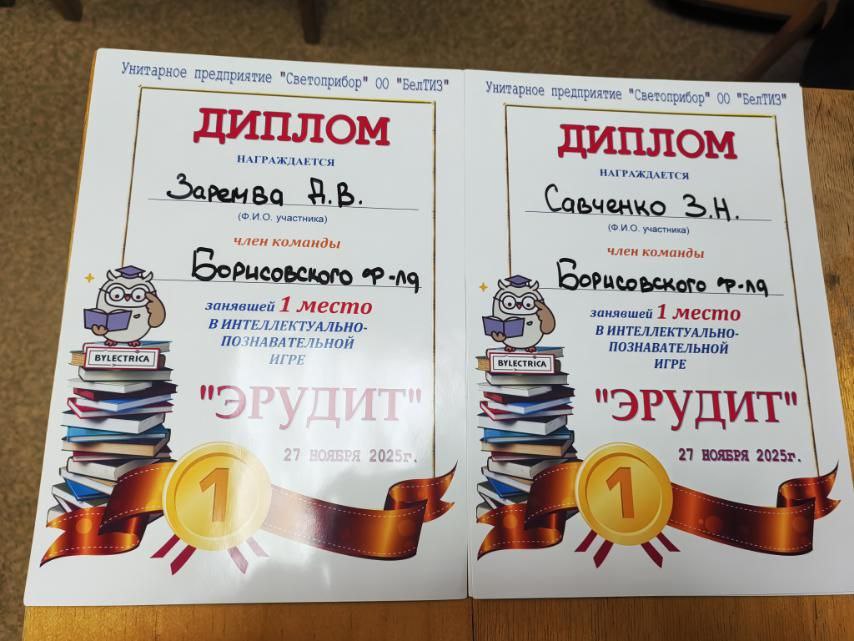 Унитарное предприятие "Светоприбор" ОО "БелТИЗ"
ДИПЛОМ
НАГРАЖДАЕТСЯ
Заремва Д.В.
(Ф.И.О. участника)
член команды
Борисовского ф-ла
занявшей 1 место
В ИНТЕЛЛЕКТУАЛЬНО-
ПОЗНАВАТЕЛЬНОЙ
ИГРЕ
BYLECTRICA
"ЭРУДИТ"
27 НОЯБРЯ 2025г.
1
Унитарное предприятие "Светоприбор" ОО "БелТИЗ"
ДИПЛОМ
НАГРАЖДАЕТСЯ
Савченко З.Н.
(Ф.И.О. участника)
член команды
Борисовского ф-ла
занявшей 1 место
В ИНТЕЛЛЕКТУАЛЬНО-
ПОЗНАВАТЕЛЬНОЙ
ИГРЕ
BYLECTRICA
"ЭРУДИТ"
27 НОЯБРЯ 2025г.
1